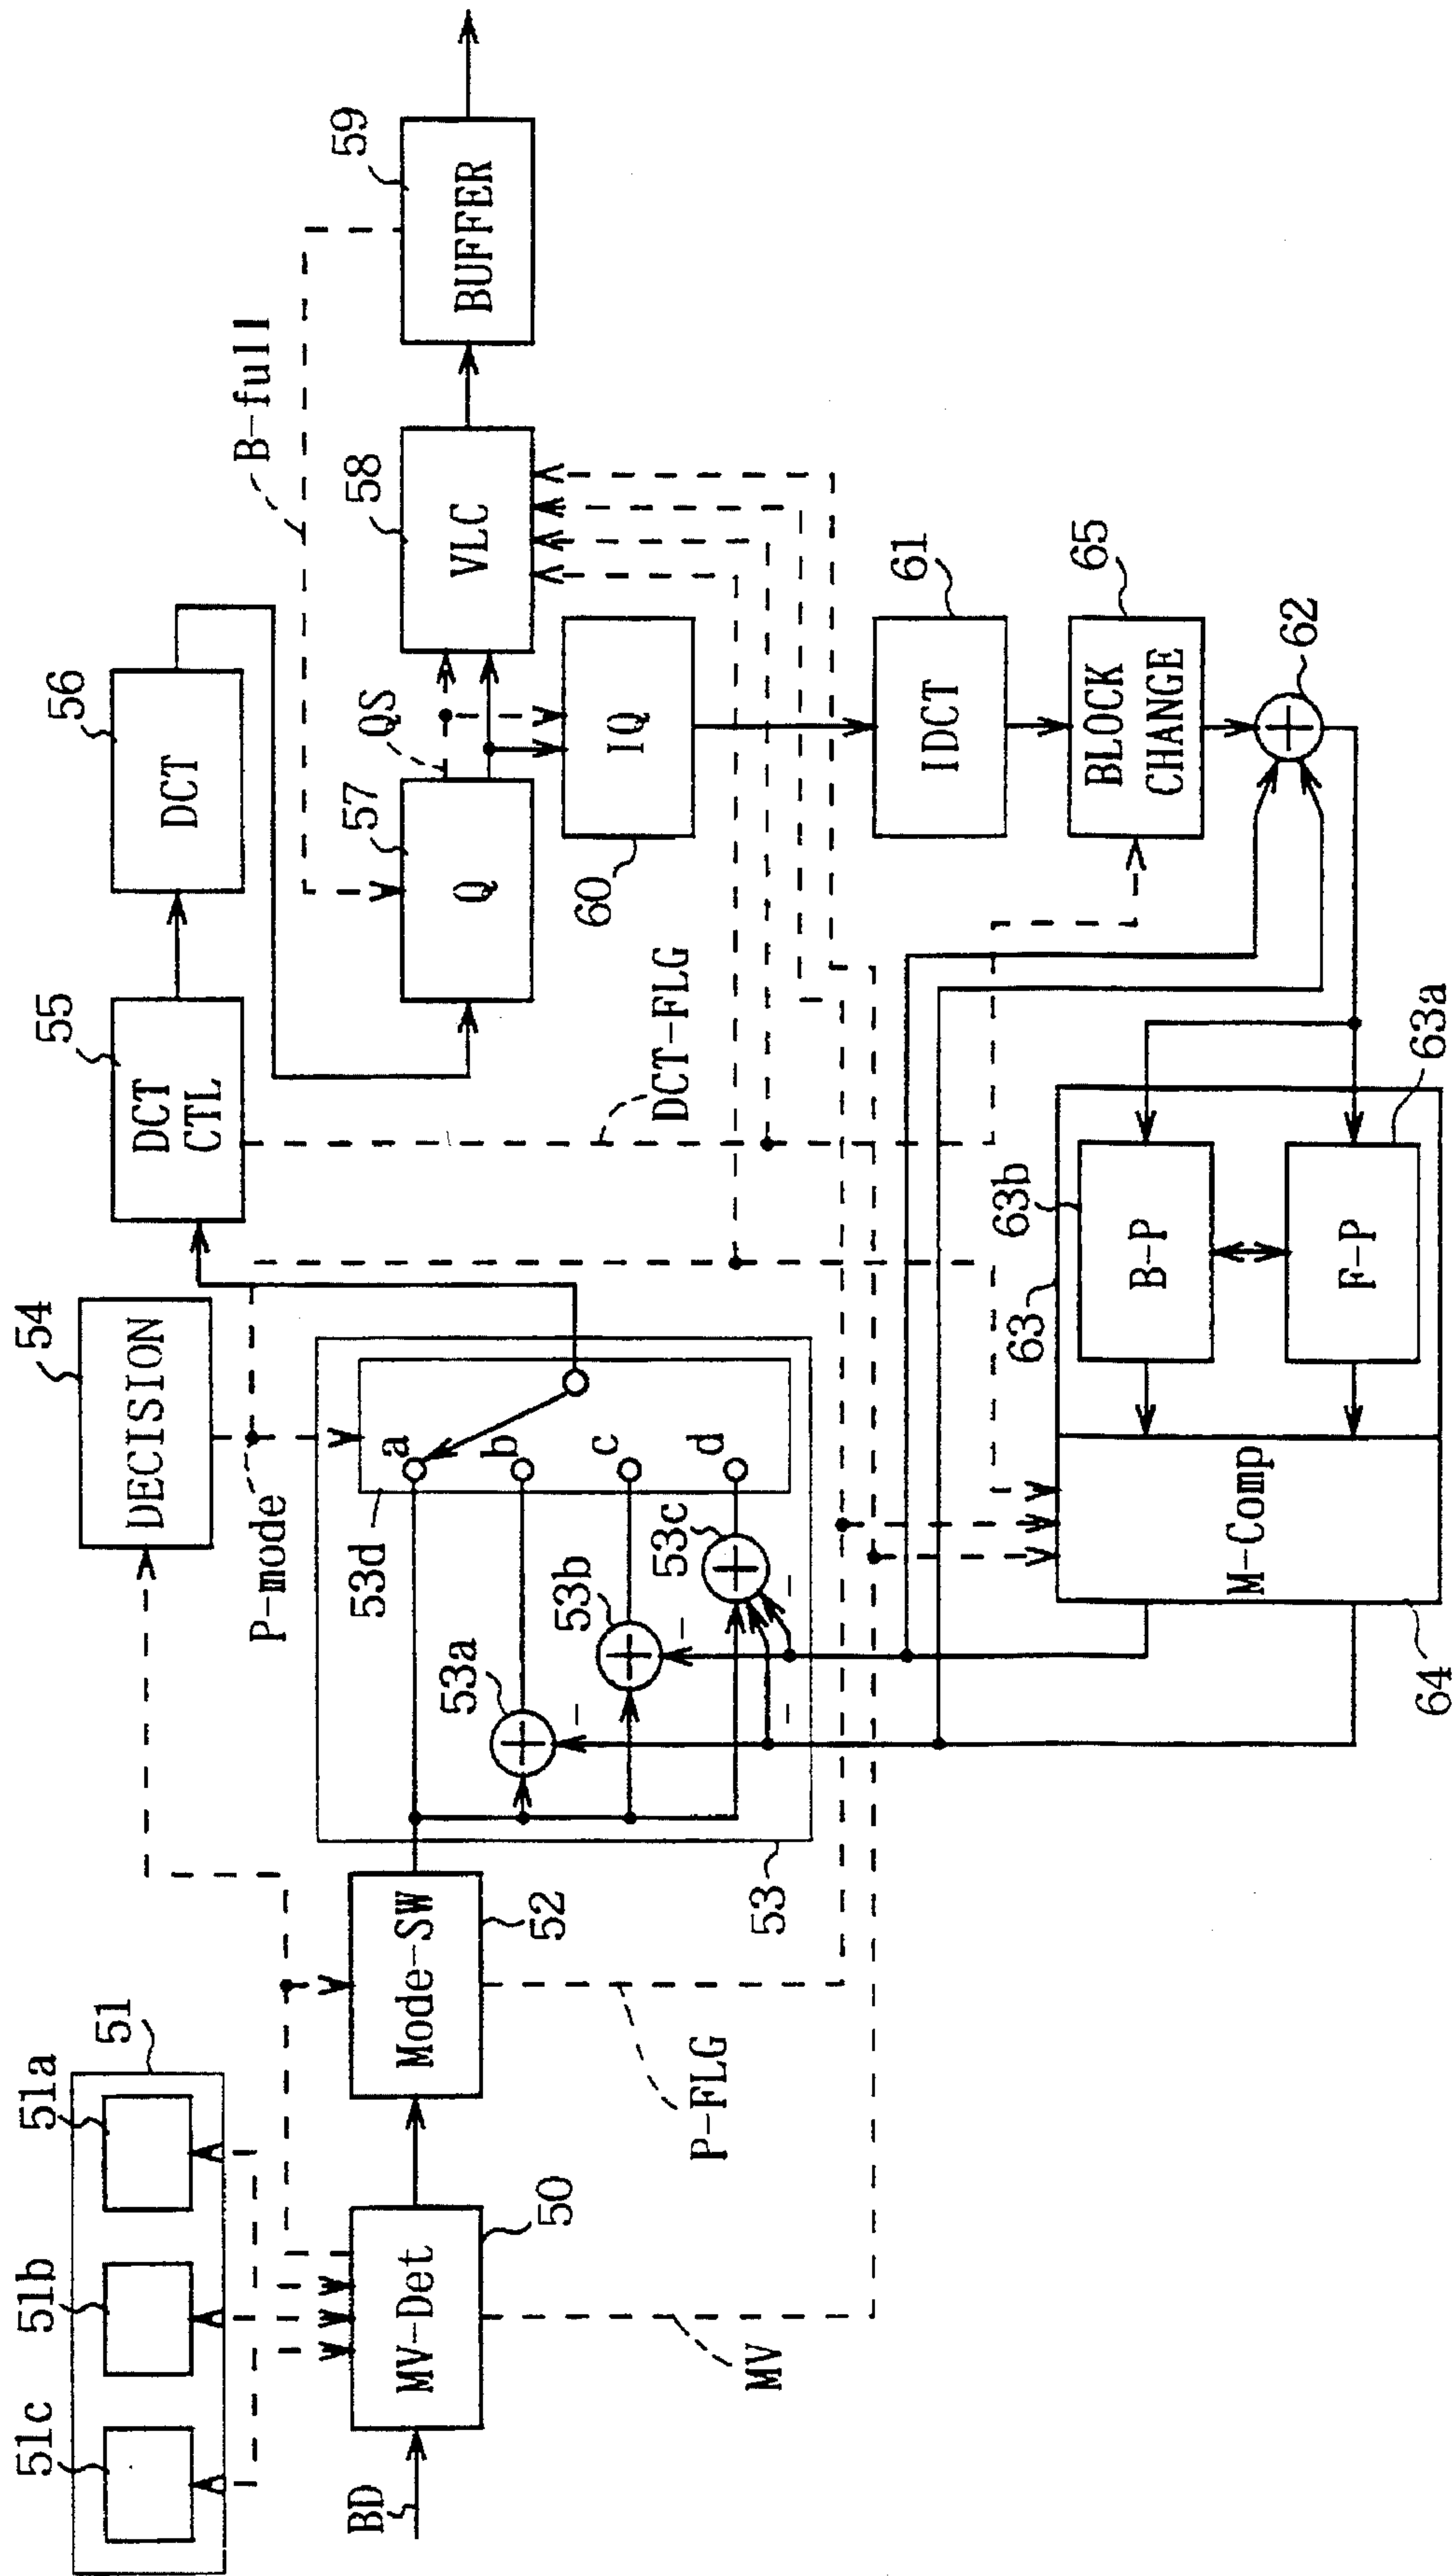 51
51c
51b
51a
BD
MV-Det
50
Mode-SW
52
MV
P-FLG
54
DECISION
P-mode
53
53d
a
b
c
d
53a
53b
53c
-
-
-
-
55
DCT
CTL
56
DCT
DCT-FLG
57
Q
QS
B-full
58
VLC
59
BUFFER
60
IQ
61
IDCT
65
BLOCK
CHANGE
62
63
63b
B-P
63a
F-P
M-Comp
64